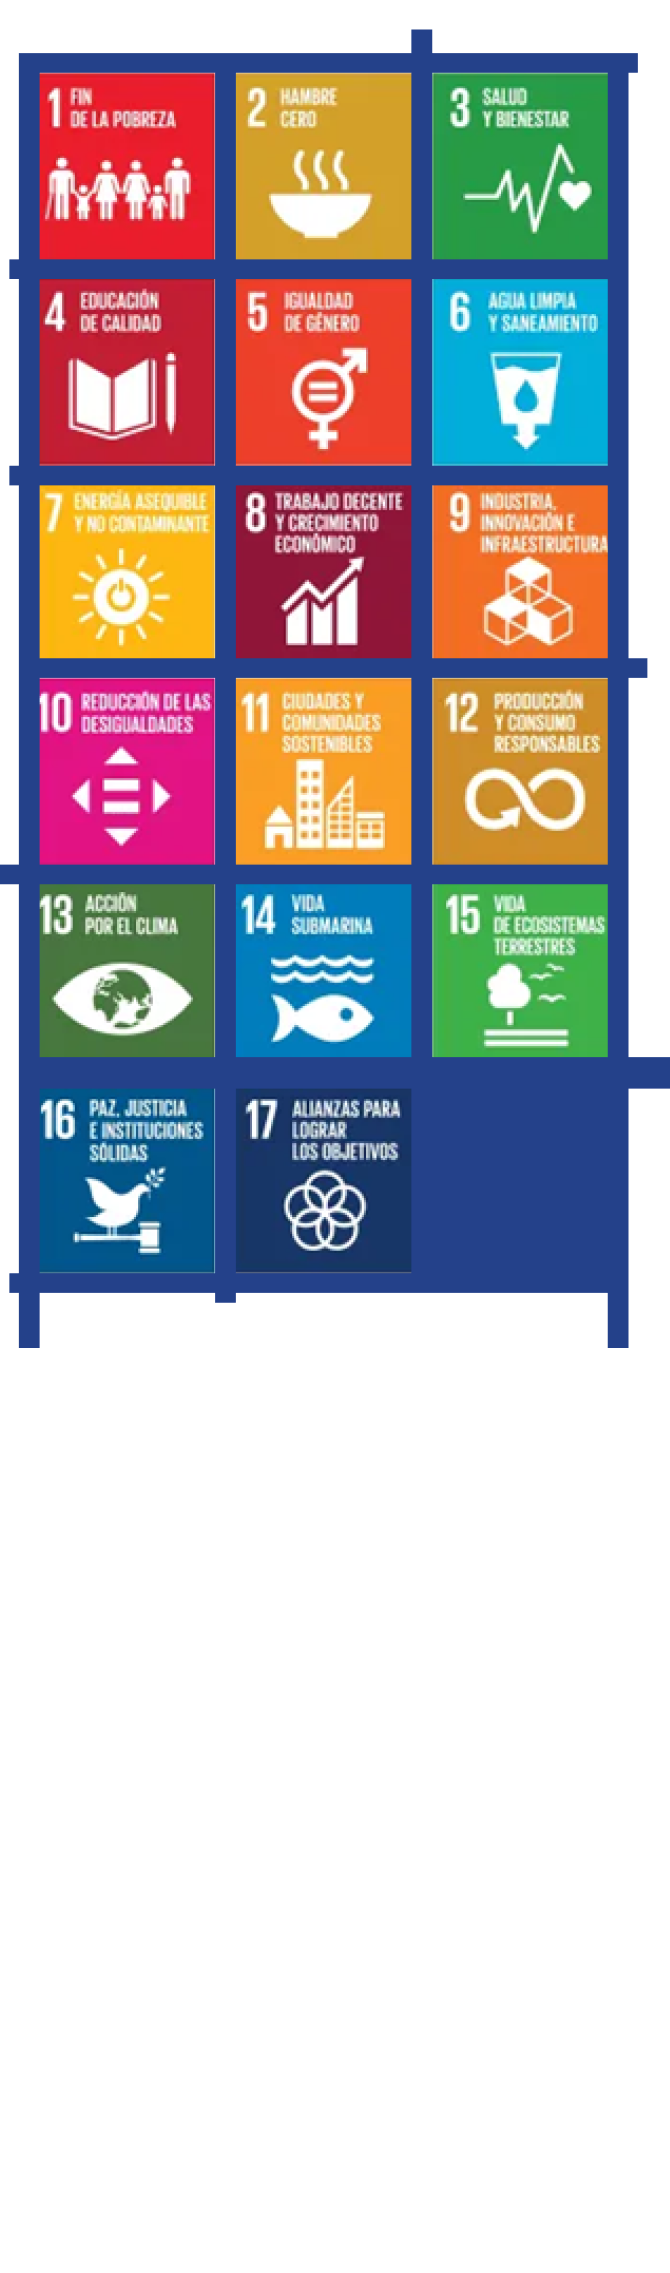 1 FIN
DE LA POBREZA
2 HAMBRE
CERO
3 SALUD
Y BIENESTAR
4 EDUCACIÓN
DE CALIDAD
5 IGUALDAD
DE GÉNERO
6 AGUA LIMPIA
Y SANEAMIENTO
7 ENERGÍA ASEQUIBLE
Y NO CONTAMINANTE
8 TRABAJO DECENTE
Y CRECIMIENTO
ECONÓMICO
9 INDUSTRIA,
INNOVACIÓN E
INFRAESTRUCTURA
10 REDUCCIÓN DE LAS
DESIGUALDADES
11 CIUDADES Y
COMUNIDADES
SOSTENIBLES
12 PRODUCCIÓN
Y CONSUMO
RESPONSABLES
13 ACCIÓN
POR EL CLIMA
14 VIDA
SUBMARINA
15 VIDA
DE ECOSISTEMAS
TERRESTRES
16 PAZ, JUSTICIA
E INSTITUCIONES
SÓLIDAS
17 ALIANZAS PARA
LOGRAR
LOS OBJETIVOS